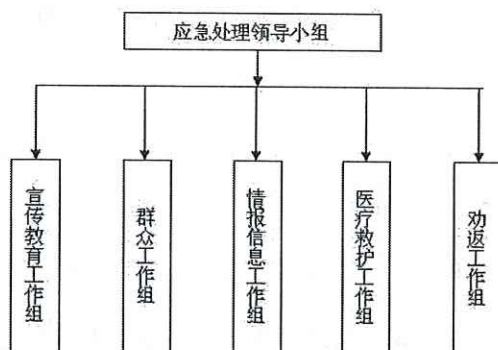 应急处理领导小组
宣传教育工作组
群众工作组
情报信息工作组
医疗救护工作组
劝返工作组